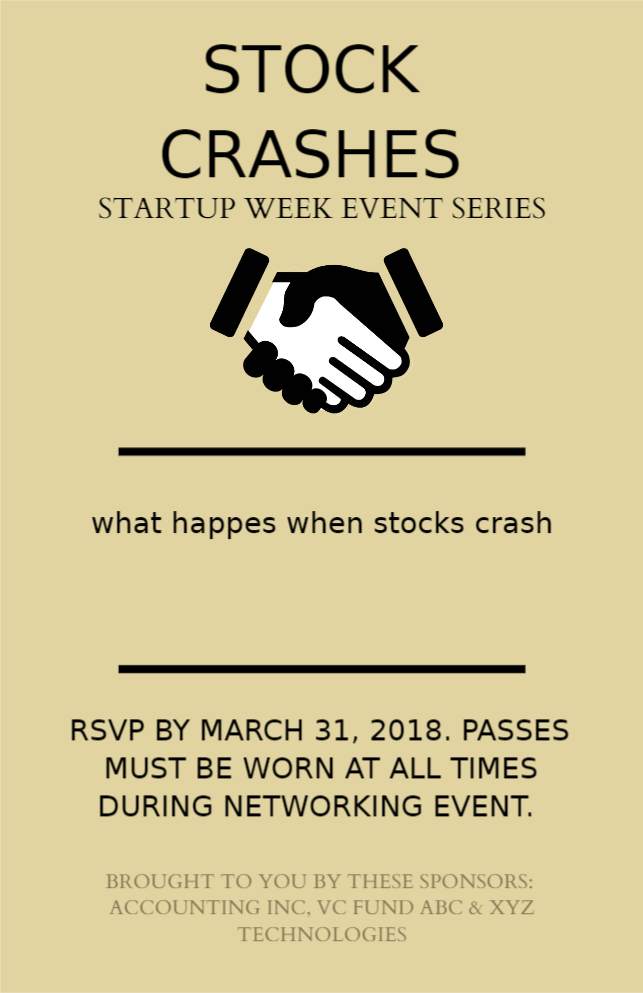 STOCK
CRASHES
STARTUP WEEK EVENT SERIES
what happes when stocks crash
RSVP BY MARCH 31, 2018. PASSES
MUST BE WORN AT ALL TIMES
DURING NETWORKING EVENT.
BROUGHT TO YOU BY THESE SPONSORS:
ACCOUNTING INC, VC FUND ABC & XYZ
TECHNOLOGIES